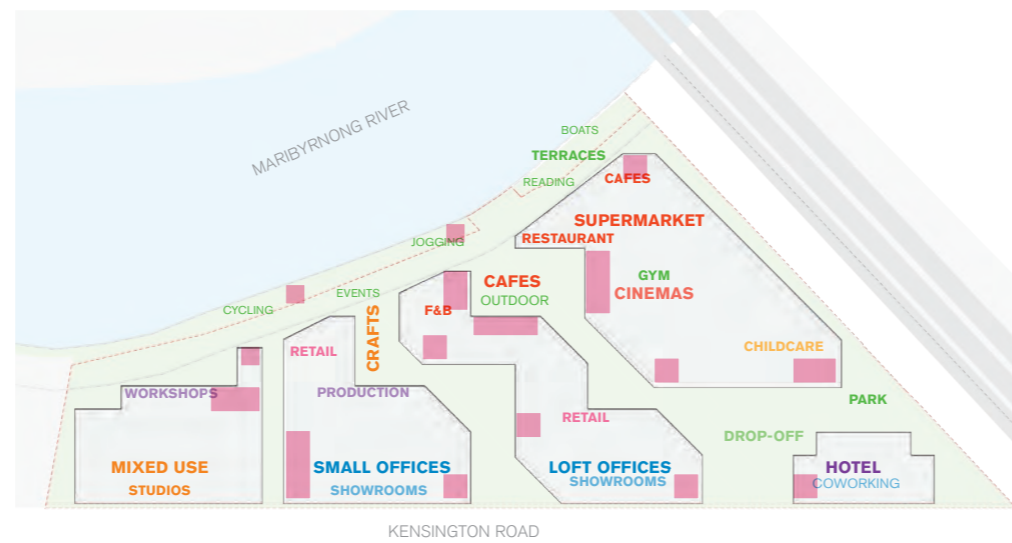 MARIBYRNONG RIVER
BOATS
TERRACES
READING
CAFES
SUPERMARKET
JOGGING
RESTAURANT
GYM
CAFES
CINEMAS
EVENTS
OUTDOOR
CYCLING
F&B
CRAFTS
RETAIL
CHILDCARE
WORKSHOPS
PRODUCTION
PARK
RETAIL
DROP-OFF
MIXED USE
SMALL OFFICES
LOFT OFFICES
HOTEL
STUDIOS
SHOWROOMS
SHOWROOMS
COWORKING
KENSINGTON ROAD